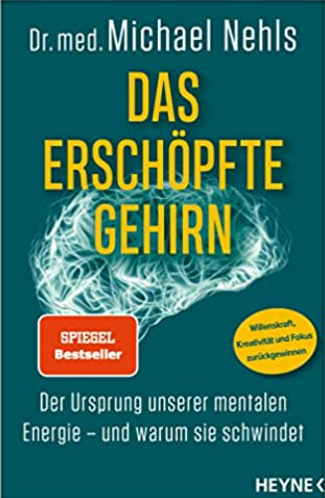 Dr. med. Michael Nehls
DAS
ERSCHÖPFTE
GEHIRN
SPIEGEL
Bestseller
Willenskraft,
Kreativität und Fokus
zurückgewinnen
Der Ursprung unserer mentalen
Energie – und warum sie schwindet
HEYNE <